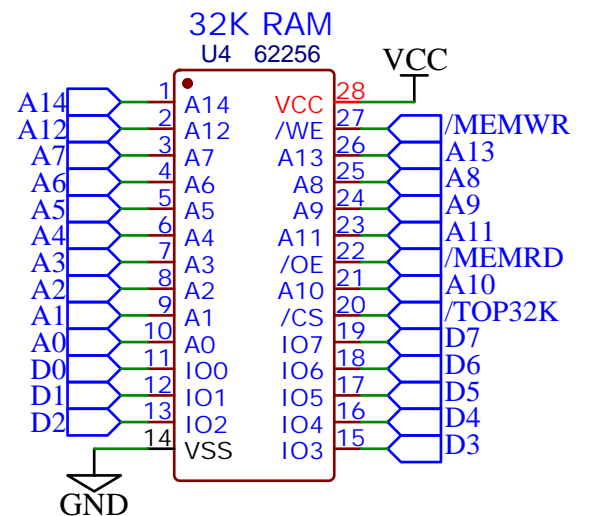 32K RAM
U4 62256
VCC
A14 1 A14 VCC 28
A12 2 A12 /WE 27 /MEMWR
A7 3 A7 A13 26 A13
A6 4 A6 A8 25 A8
A5 5 A5 A9 24 A9
A4 6 A4 A11 23 A11
A3 7 A3 /OE 22 /MEMRD
A2 8 A2 A10 21 A10
A1 9 A1 /CS 20 /TOP32K
A0 10 A0 IO7 19 D7
D0 11 IO0 IO6 18 D6
D1 12 IO1 IO5 17 D5
D2 13 IO2 IO4 16 D4
14 VSS IO3 15 D3
GND